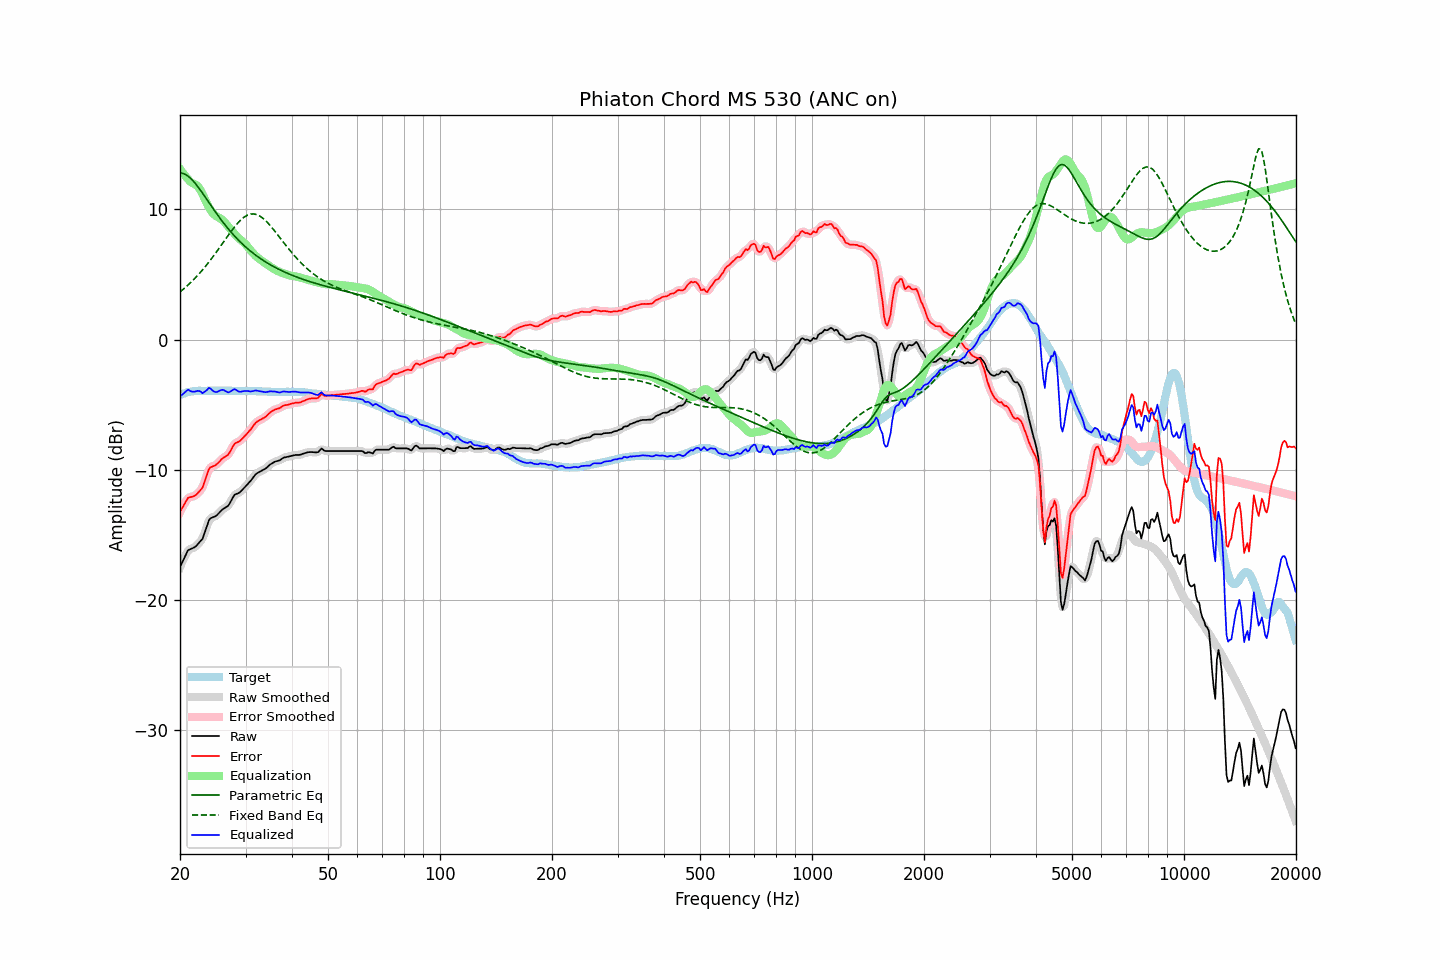 Phiaton Chord MS 530 (ANC on)
Amplitude (dBr)
10
0
−10
−20
−30
Target
Raw Smoothed
Error Smoothed
Raw
Error
Equalization
Parametric Eq
Fixed Band Eq
Equalized
20 50 100 200 500 1000 2000 5000 10000 20000
Frequency (Hz)